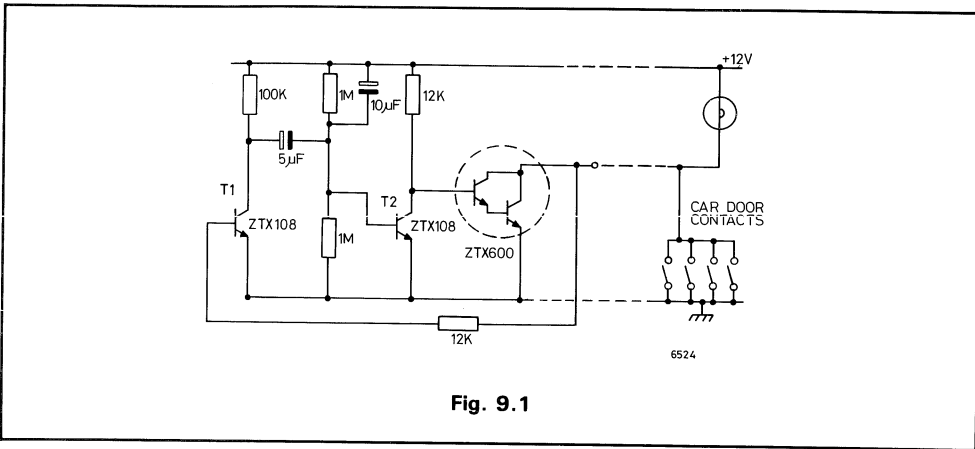 +12V
100K
1M
10µF
12K
5µF
T1
ZTX108
T2
ZTX108
1M
ZTX600
CAR DOOR
CONTACTS
12K
6524
Fig. 9.1